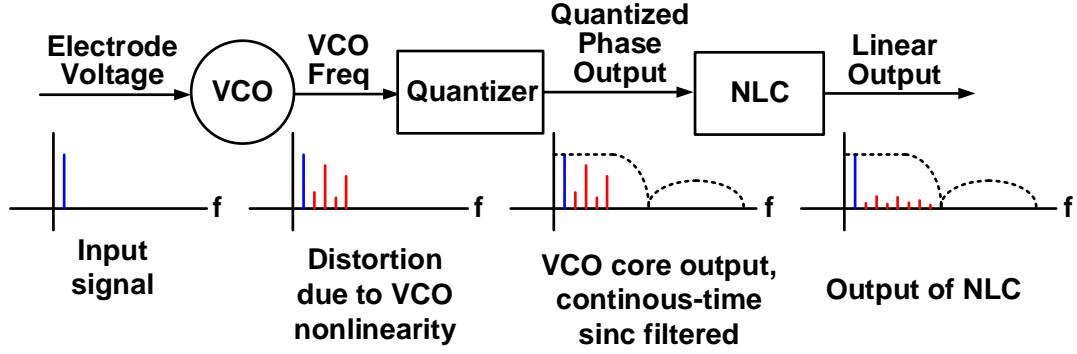 Electrode
Voltage
VCO
VCO
Freq
Quantizer
Quantized
Phase
Output
NLC
Linear
Output
f
f
f
f
Input
signal
Distortion
due to VCO
nonlinearity
VCO core output,
continous-time
sinc filtered
Output of NLC